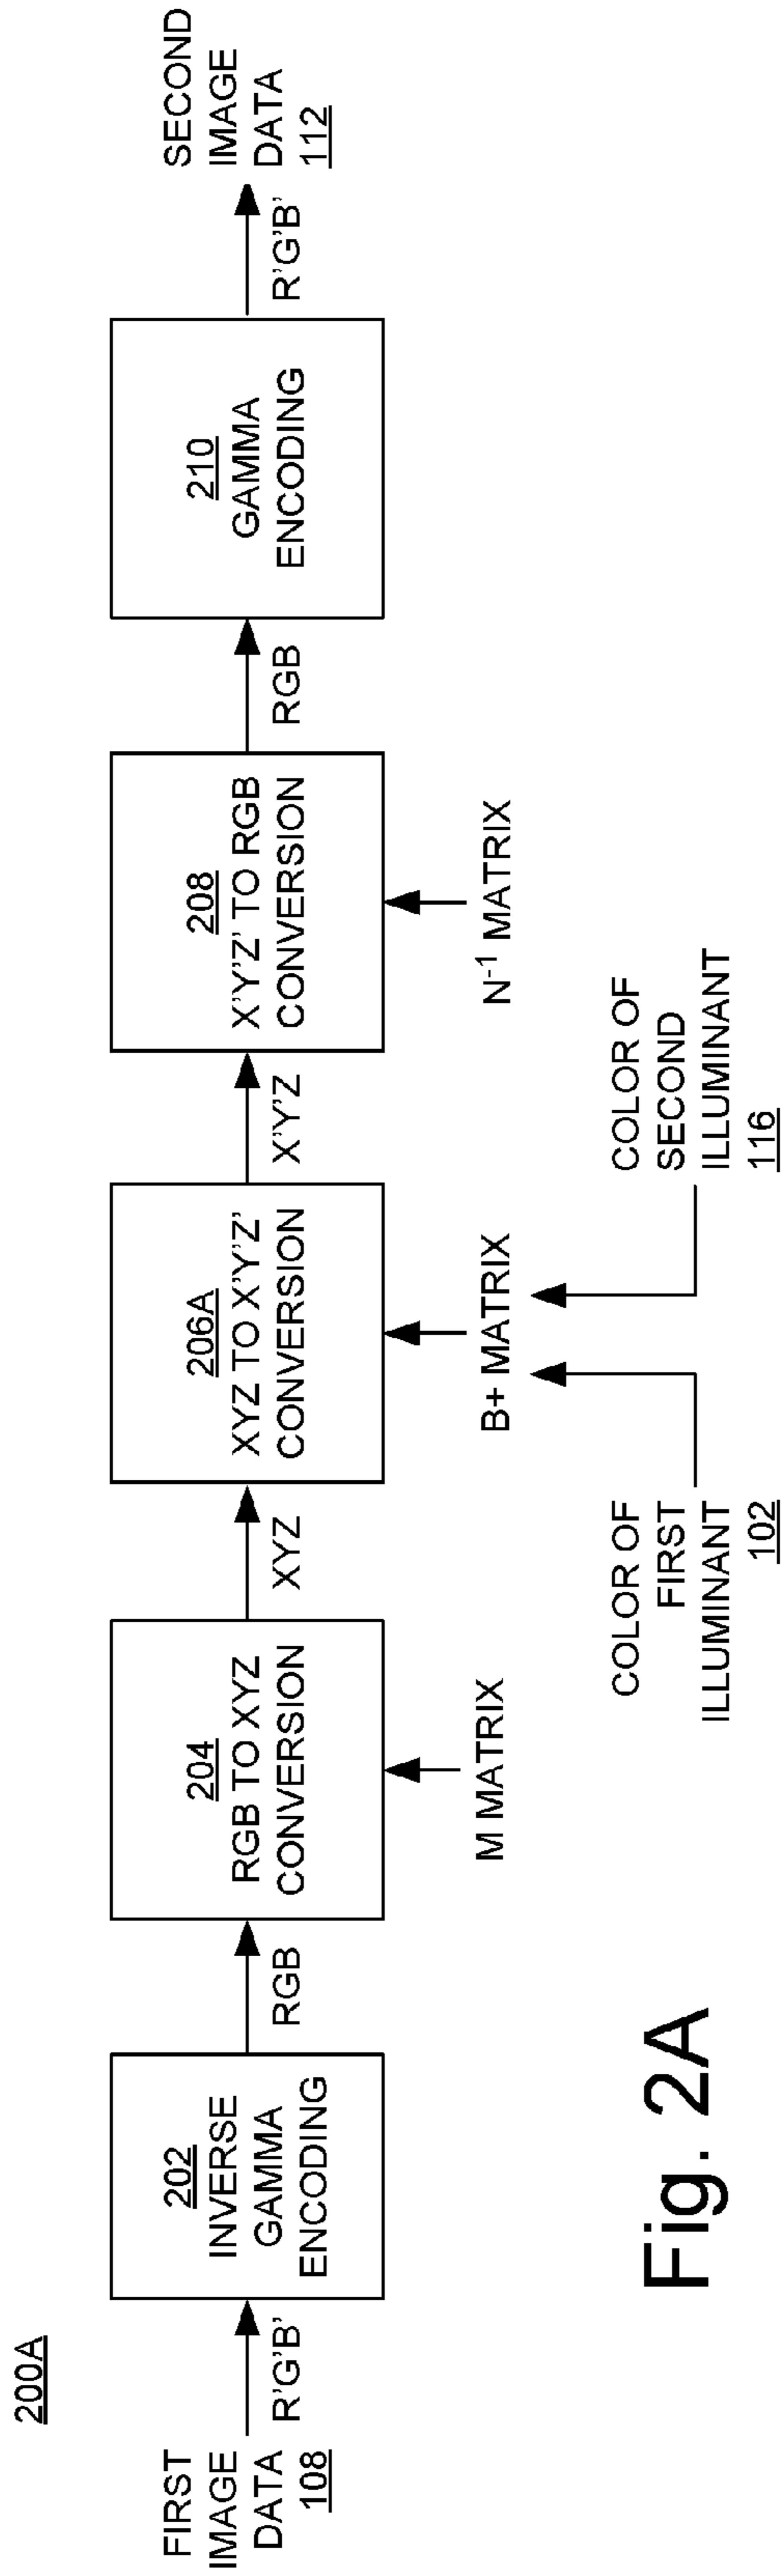 200A
FIRST
IMAGE
DATA
108
R'G'B'
202
INVERSE
GAMMA
ENCODING
RGB
204
RGB TO XYZ
CONVERSION
M MATRIX
XYZ
206A
XYZ TO X'Y'Z'
CONVERSION
B+ MATRIX
COLOR OF
FIRST
ILLUMINANT
102
COLOR OF
SECOND
ILLUMINANT
116
X'Y'Z
208
X'Y'Z' TO RGB
CONVERSION
N-1 MATRIX
RGB
210
GAMMA
ENCODING
R'G'B'
SECOND
IMAGE
DATA
112
Fig. 2A